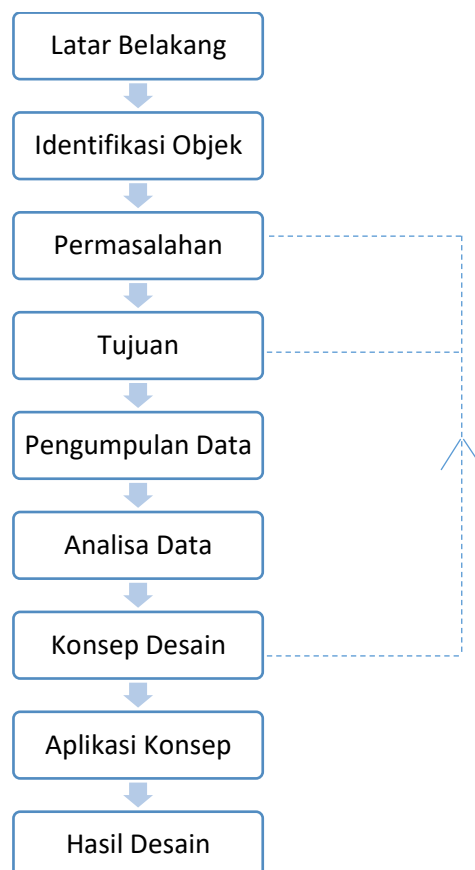 Latar Belakang
Identifikasi Objek
Permasalahan
Tujuan
Pengumpulan Data
Analisa Data
Konsep Desain
Aplikasi Konsep
Hasil Desain